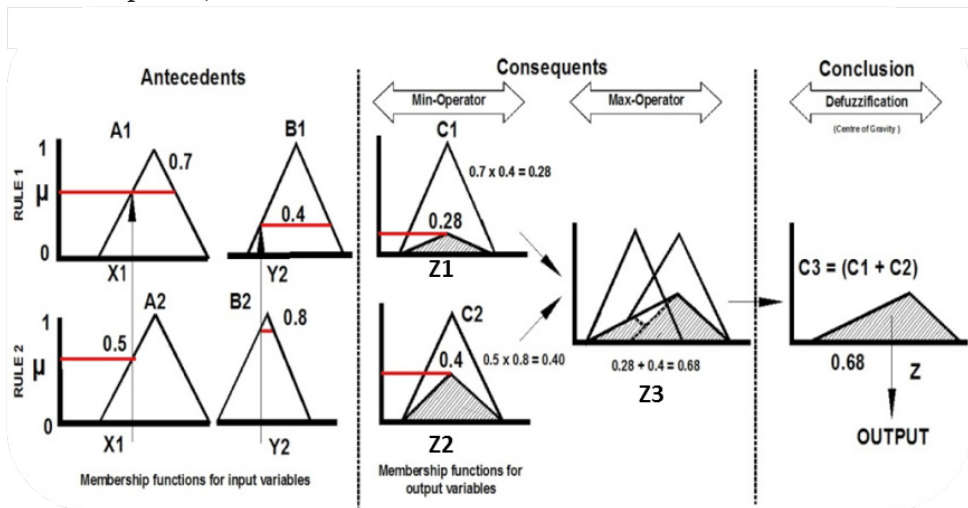 Antecedents
Consequents
Conclusion
Min-Operator
Max-Operator
Defuzzification
(Centre of Gravity )
RULE 1
μ
1
0
A1
0.7
X1
B1
0.4
Y2
C1
0.7 x 0.4 = 0.28
0.28
Z1
RULE 2
μ
1
0
A2
0.5
X1
B2
0.8
Y2
C2
0.4
0.5 x 0.8 = 0.40
Z2
0.28 + 0.4 = 0.68
Z3
C3 = (C1 + C2)
0.68
Z
OUTPUT
Membership functions for input variables
Membership functions for
output variables